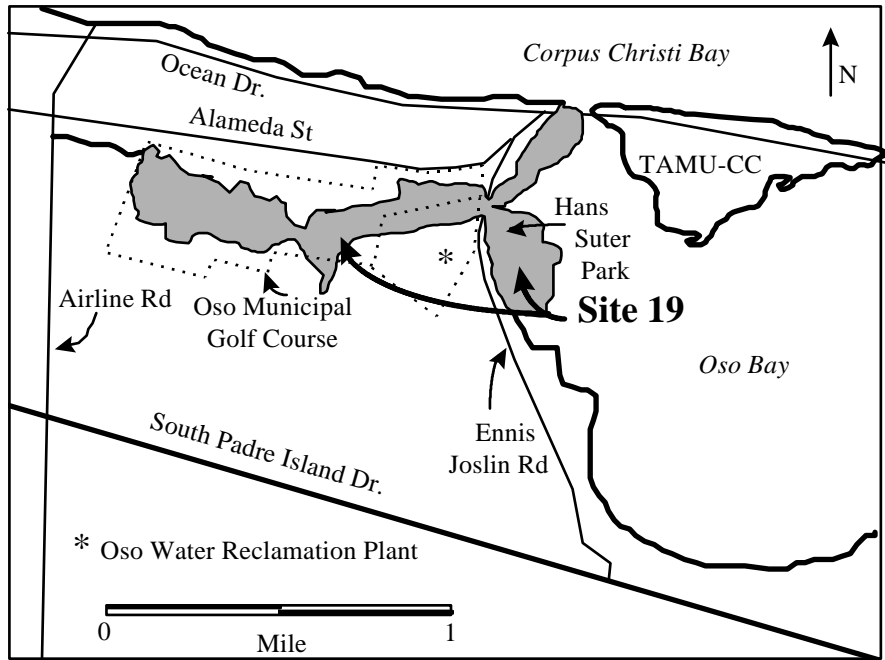 Corpus Christi Bay
N
Ocean Dr.
Alameda St
TAMU-CC
Hans
Suter
Park
*
Airline Rd
Oso Municipal
Golf Course
Site 19
Oso Bay
South Padre Island Dr.
Ennis
Joslin Rd
* Oso Water Reclamation Plant
0 1
Mile